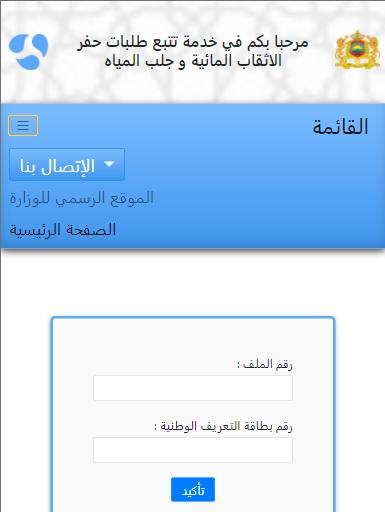 مرحبا بكم في خدمة تتبع طلبات حفر
الاثقاب المائية و جلب المياه
القائمة
الإتصال بنا
الموقع الرسمي للوزارة
الصفحة الرئيسية
رقم الملف :
رقم بطاقة التعريف الوطنية :
تأكيد